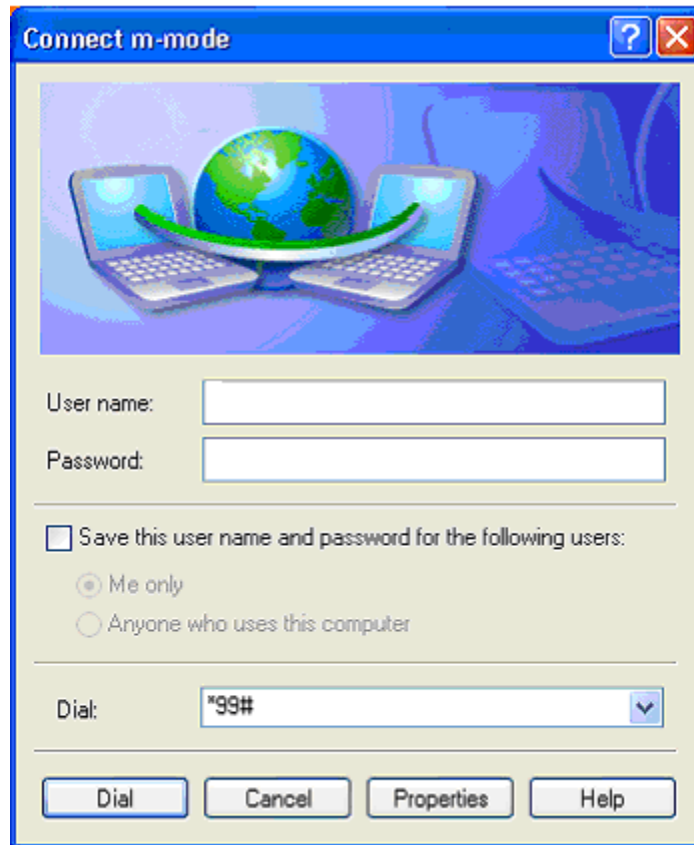 Connect m-mode
User name:
Password:
Save this user name and password for the following users:
Me only
Anyone who uses this computer
Dial: *99#
Dial Cancel Properties Help